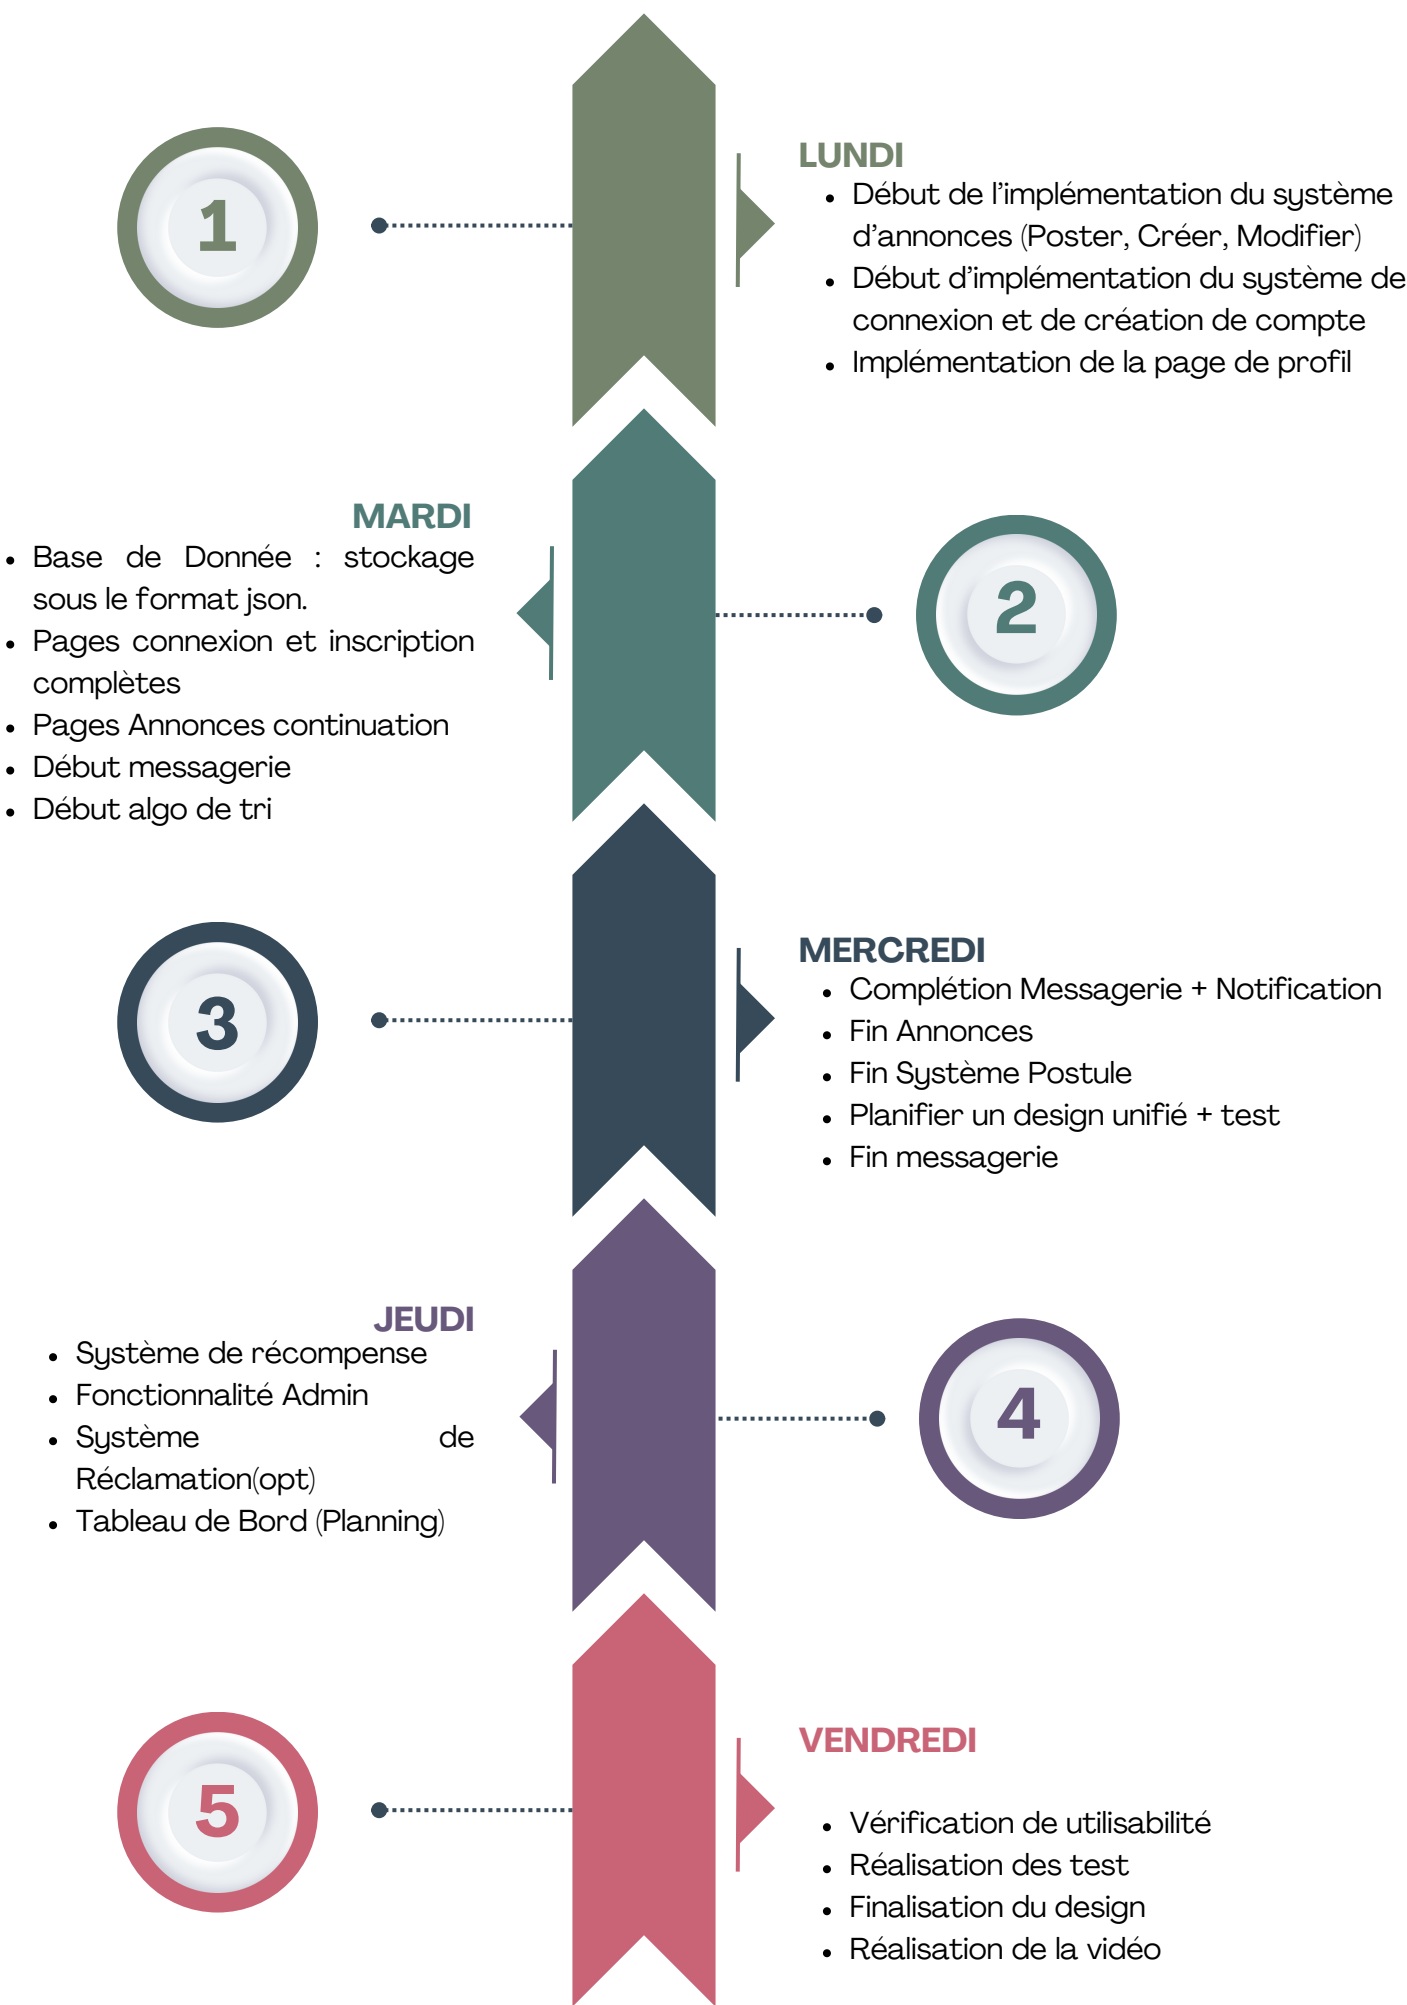 1
LUNDI
Début de l'implémentation du système
d'annonces (Poster, Créer, Modifier)
Début d'implémentation du système de
connexion et de création de compte
Implémentation de la page de profil
MARDI
Base de Donnée : stockage
sous le format json.
Pages connexion et inscription
complètes
Pages Annonces continuation
Début messagerie
Début algo de tri
2
3
MERCREDI
Complétion Messagerie + Notification
Fin Annonces
Fin Système Postule
Planifier un design unifié + test
Fin messagerie
JEUDI
Système de récompense
Fonctionnalité Admin
Système de
Réclamation(opt)
Tableau de Bord (Planning)
4
5
VENDREDI
Vérification de utilisabilité
Réalisation des test
Finalisation du design
Réalisation de la vidéo